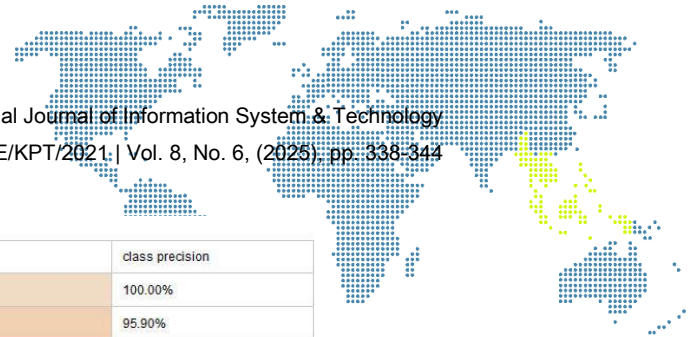 al Journal of Information System & Technology
E/KPT/2021 | Vol. 8, No. 6, (2025), pp. 338-344
class precision
100.00%
95.90%